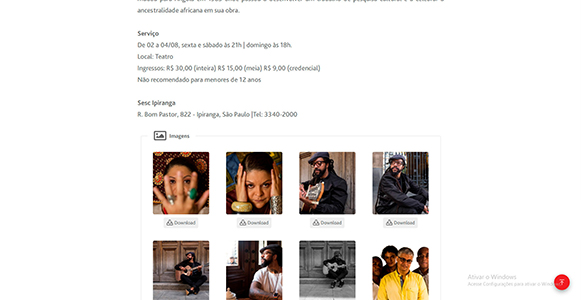 ancestralidade africana em sua obra.
Serviço
De 02 a 04/08, sexta e sábado às 21h | domingo às 18h.
Local: Teatro
Ingressos: R$ 30,00 (inteira) R$ 15,00 (meia) R$ 9,00 (credencial)
Não recomendado para menores de 12 anos
Sesc Ipiranga
R. Bom Pastor, 822 - Ipiranga, São Paulo |Tel: 3340-2000
Imagens
Download Download Download Download
Ativar o Windows
Acesse Configurações para ativar o Windows.